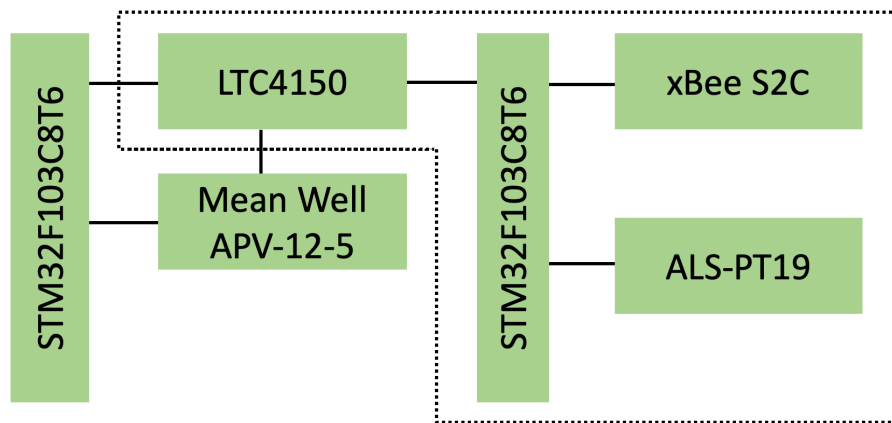 STM32F103C8T6
LTC4150
Mean Well
APV-12-5
STM32F103C8T6
xBee S2C
ALS-PT19